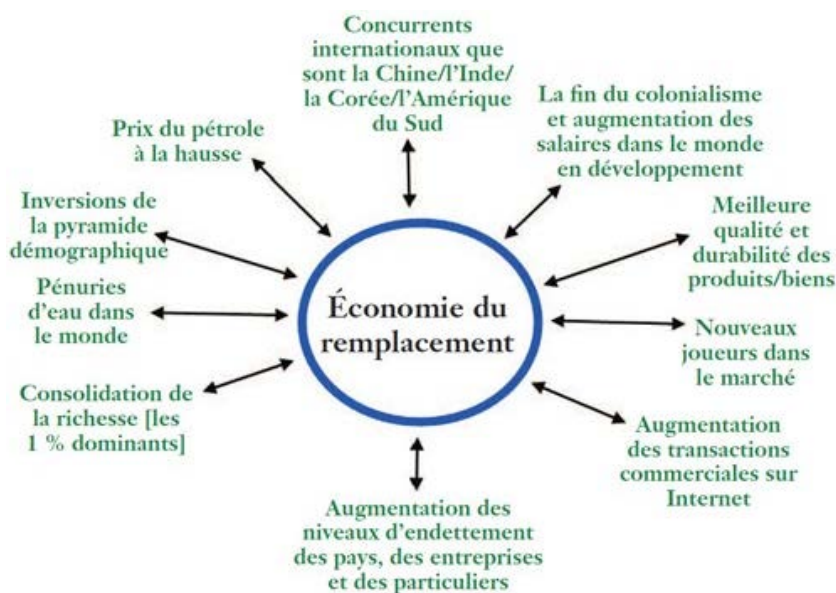 Concurrents
internationaux que
sont la Chine/l'Inde/
la Corée/l'Amérique
du Sud
La fin du colonialisme
et augmentation des
salaires dans le monde
en développement
Prix du pétrole
à la hausse
Inversions de
la pyramide
démographique
Meilleure
qualité et
durabilité des
produits/biens
Pénuries
d'eau dans
le monde
Économie du
remplacement
Nouveaux
joueurs dans
le marché
Consolidation de
la richesse [les
1 % dominants]
Augmentation
des transactions
commerciales sur
Internet
Augmentation des
niveaux d'endettement
des pays, des entreprises
et des particuliers